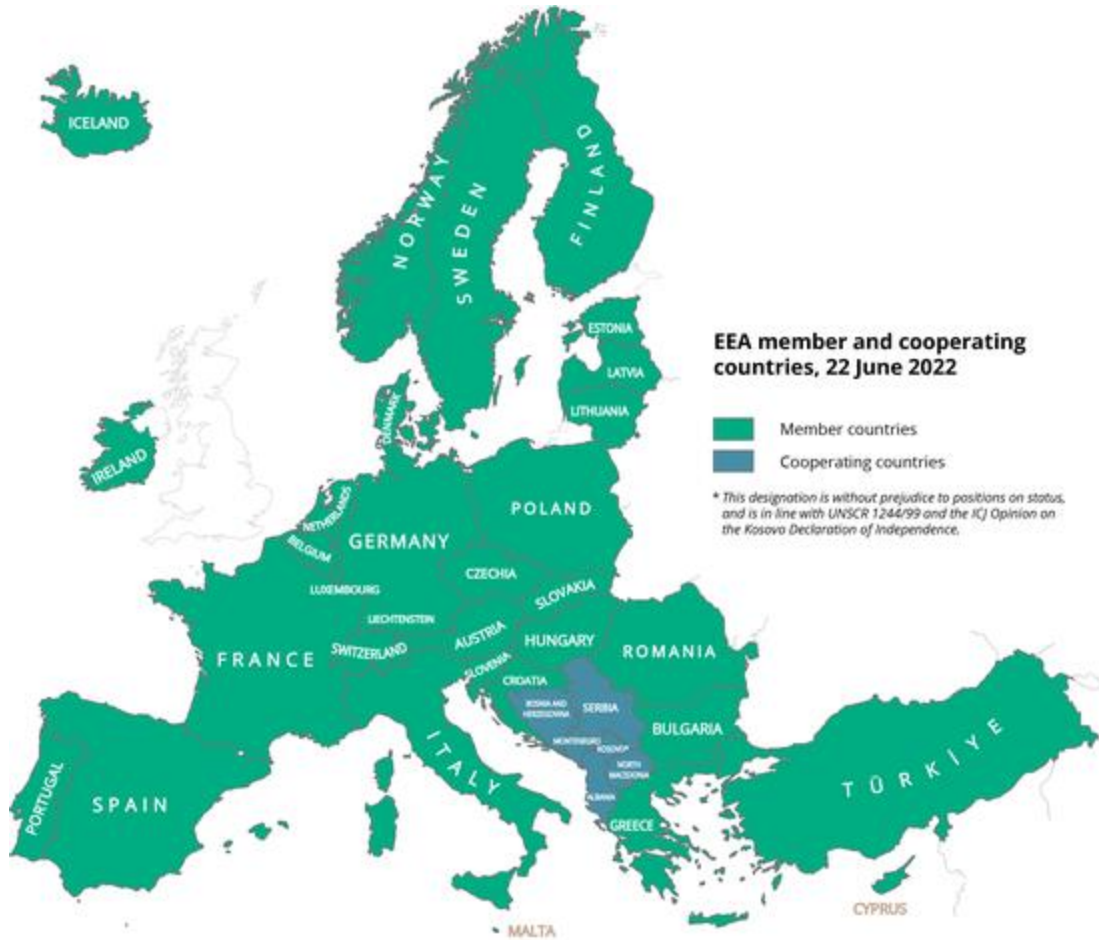 ICELAND
NORWAY
SWEDEN
FINLAND
ESTONIA
LATVIA
LITHUANIA
EEA member and cooperating
countries, 22 June 2022
Member countries
Cooperating countries
* This designation is without prejudice to positions on status,
and is in line with UNSCR 1244/99 and the ICJ Opinion on
the Kosovo Declaration of Independence.
DENMARK
IRELAND
NETHERLANDS
BELGIUM
GERMANY
POLAND
LUXEMBOURG
CZECHIA
SLOVAKIA
LIECHTENSTEIN
AUSTRIA
HUNGARY
FRANCE
SWITZERLAND
SLOVENIA
CROATIA
ROMANIA
BOSNIA AND
HERZEGOVINA
SERBIA
MONTENEGRO
KOSOVO*
BULGARIA
NORTH
MACEDONIA
ALBANIA
ITALY
PORTUGAL
SPAIN
GREECE
TÜRKİYE
MALTA
CYPRUS